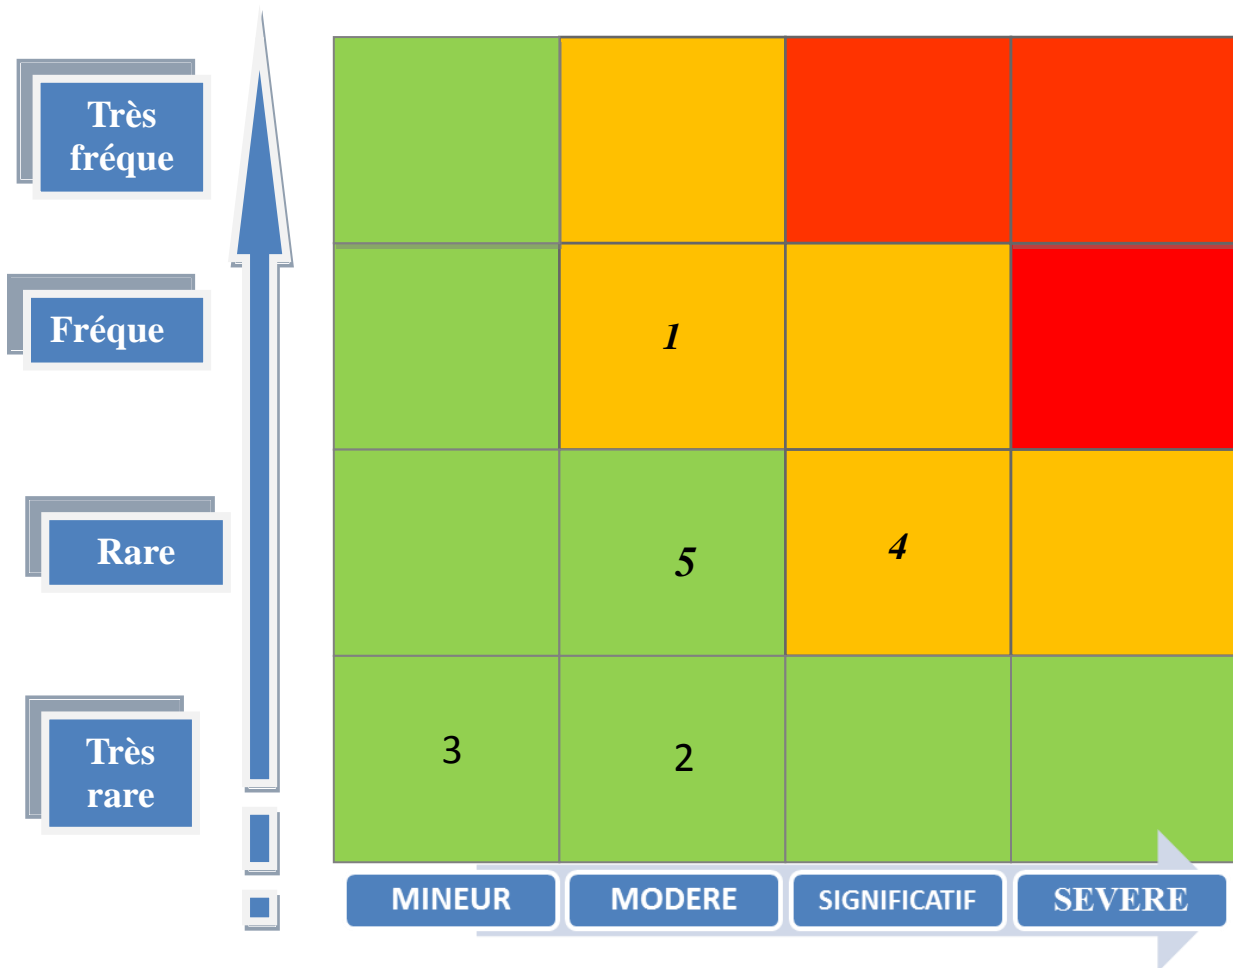 Très
fréque
Fréque
1
Rare
5
4
Très
rare
3
2
MINEUR
MODERE
SIGNIFICATIF
SEVERE